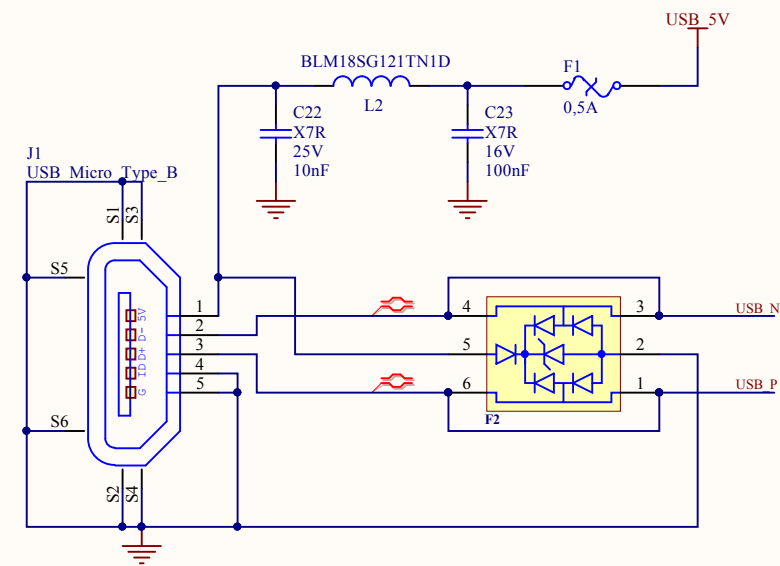 USB_5V
BLM18SG121TN1D
F1
L2
0,5A
C22
X7R
25V
10nF
C23
X7R
16V
100nF
J1
USB_Micro_Type_B
S1
S3
S5
1
5V
2
D-
3
D+
4
ID
5
G
S6
S2
S4
4
3
USB_N
5
2
6
1
USB_P
F2